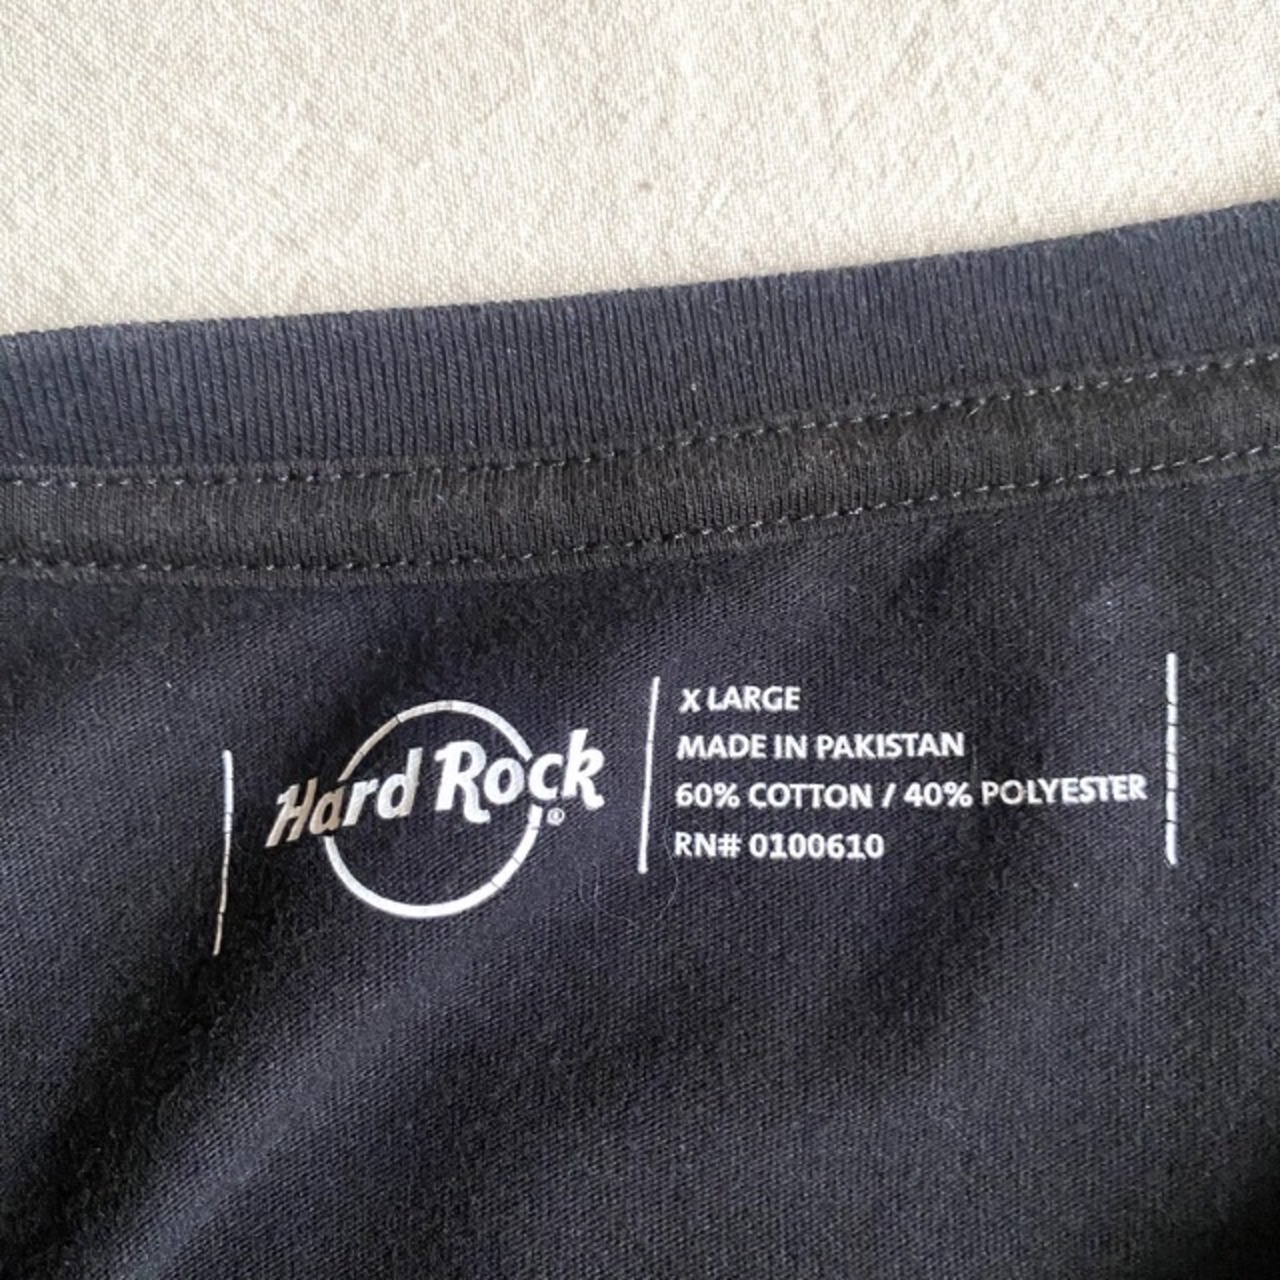 Hard Rock®
X LARGE
MADE IN PAKISTAN
60% COTTON / 40% POLYESTER
RN# 0100610